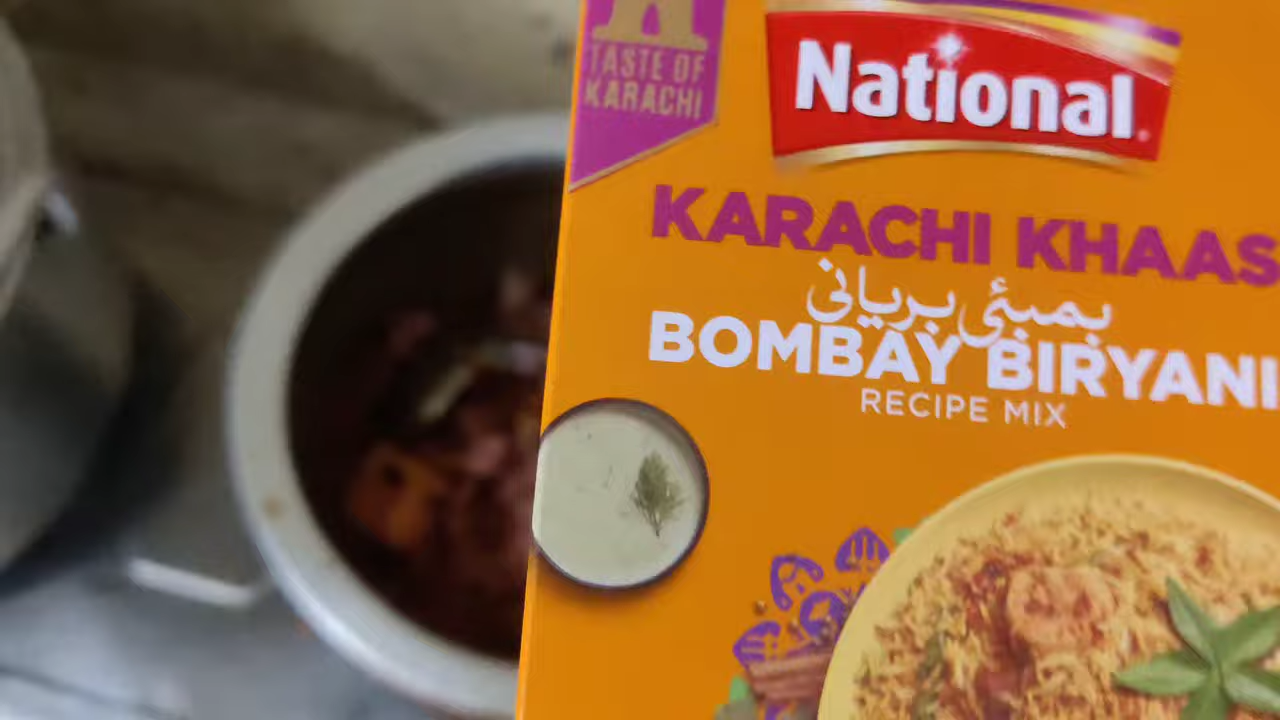 TASTE OF
KARACHI
National
KARACHI KHAAS
بمبئی بریانی
BOMBAY BIRYANI
RECIPE MIX